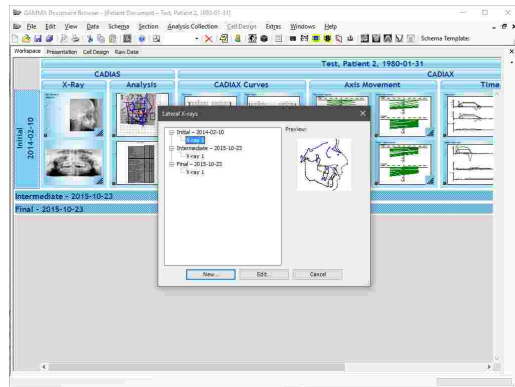 GAMMA Document Browser - [Patient Document - Test, Patient 2, 1980-01-31]
File Edit View Data Schema Section Analysis Collection Cell Design Extras Windows Help
Schema Template:
Workspace Presentation Cell Design Raw Data
Test, Patient 2, 1980-01-31
CADIAS CADIAX
X-Ray Analysis CADIAX Curves Axis Movement Time
Initial
2014-02-10
Lateral X-rays
Initial - 2014-02-10
X-ray 1
Intermediate - 2015-10-23
X-ray 1
Final - 2015-10-23
X-ray 1
Preview:
New...
Edit...
Cancel
Intermediate - 2015-10-23
Final - 2015-10-23